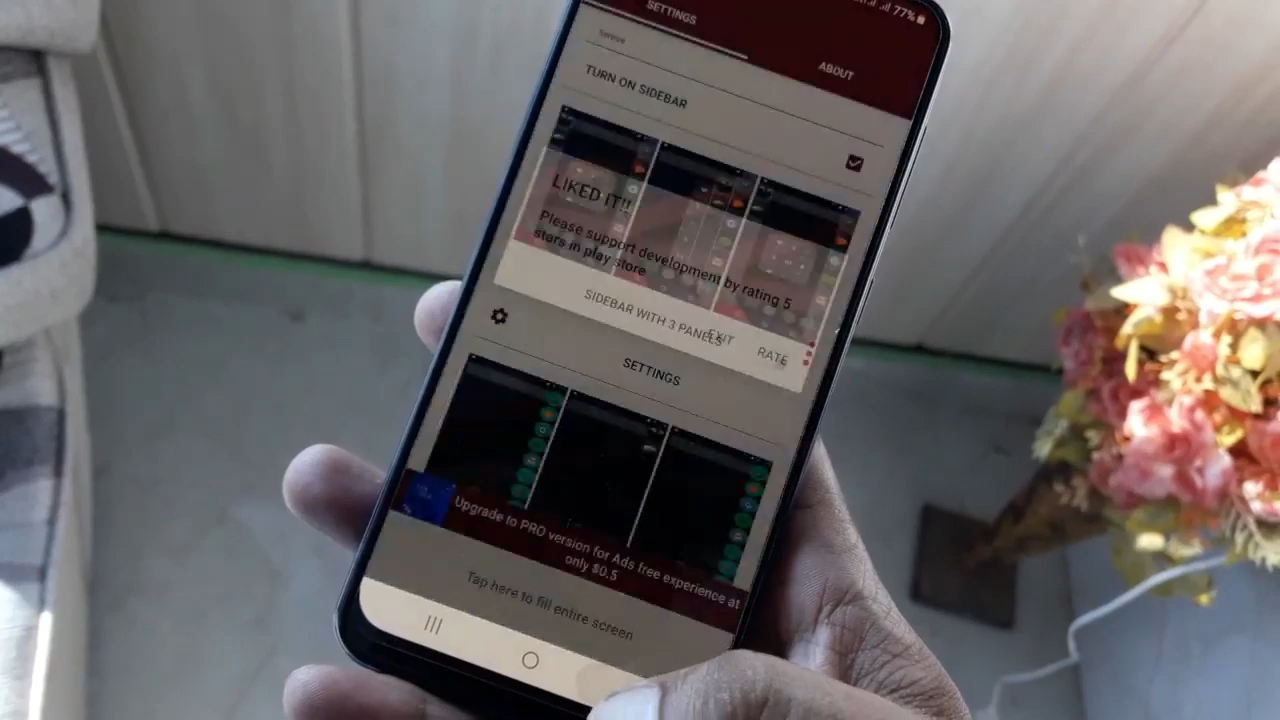 77%
SETTINGS
ABOUT
TURN ON SIDEBAR
LIKED IT!!
Please support development by rating 5
stars in play store
SIDEBAR WITH 3 PANELS
EXIT
RATE
SETTINGS
Upgrade to PRO version for Ads free experience at
only $0.5
Tap here to fill entire screen